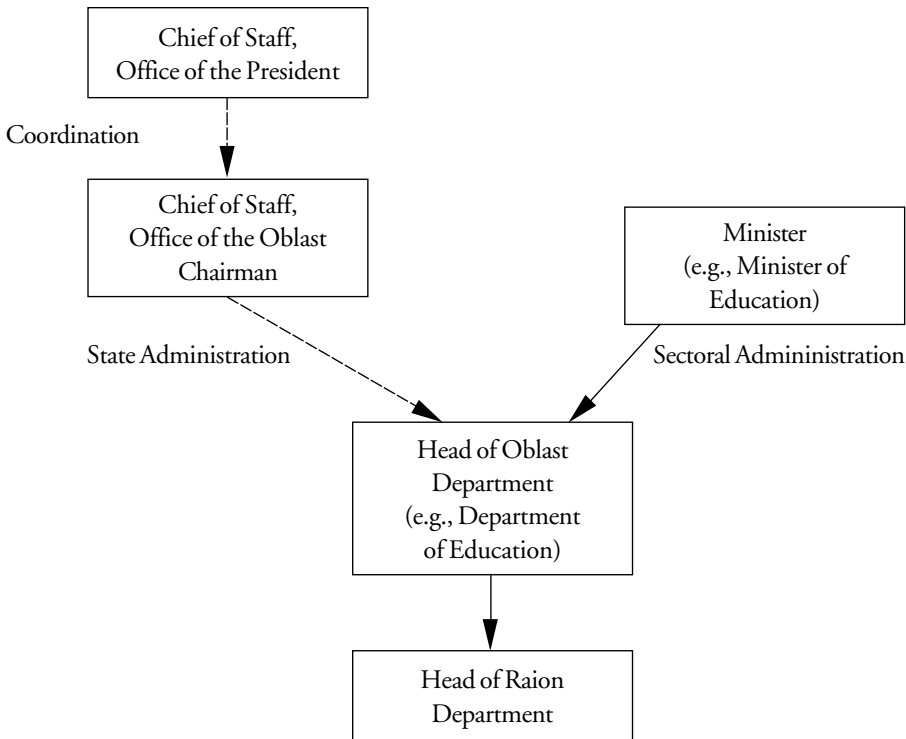 Chief of Staff,
Office of the President
Coordination
Chief of Staff,
Office of the Oblast
Chairman
Minister
(e.g., Minister of
Education)
State Administration
Sectoral Admininistration
Head of Oblast
Department
(e.g., Department
of Education)
Head of Raion
Department